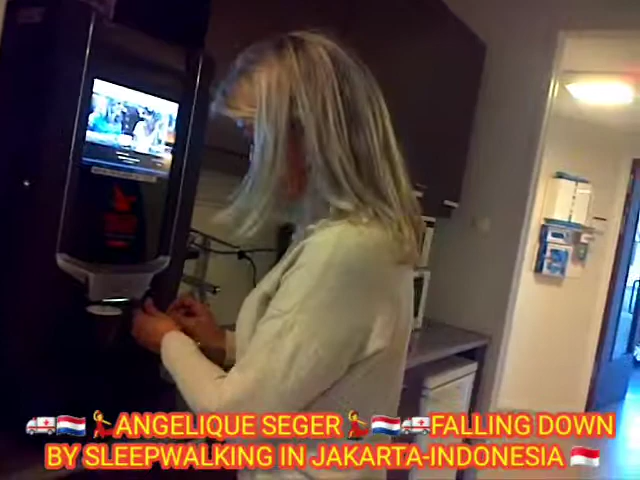 🚑🇳🇱💃ANGELIQUE SEGER💃🇳🇱🚑FALLING DOWN
BY SLEEPWALKING IN JAKARTA-INDONESIA 🇮🇩